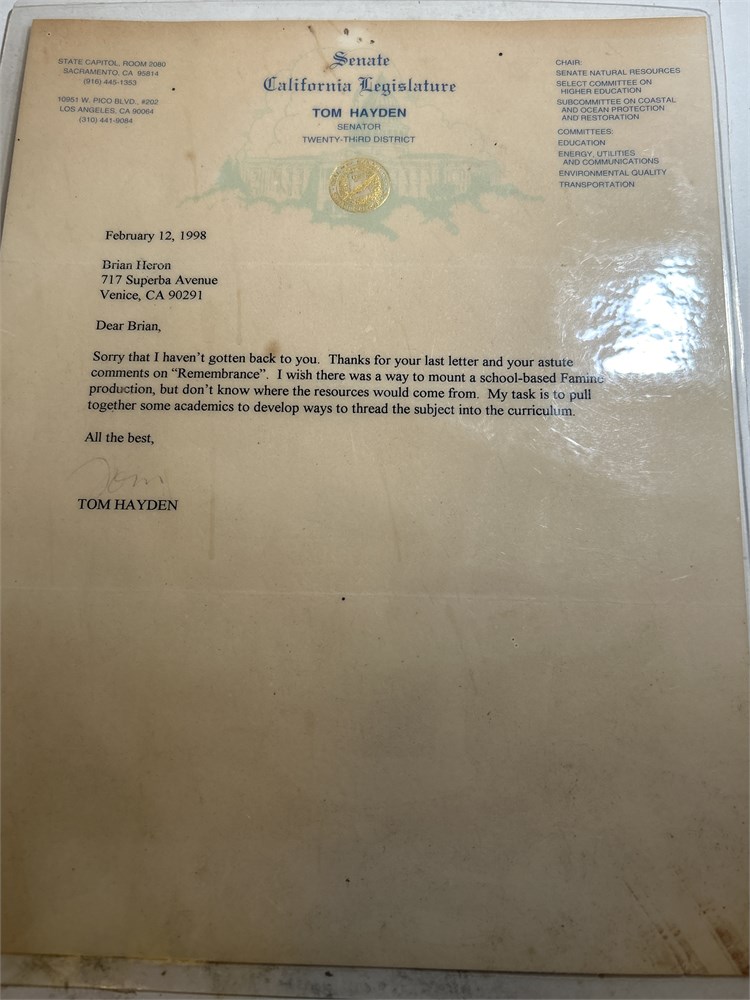 Senate
California Legislature
TOM HAYDEN
SENATOR
TWENTY-THIRD DISTRICT
STATE CAPITOL, ROOM 2080
SACRAMENTO, CA 95814
(916) 445-1353
10951 W. PICO BLVD., #202
LOS ANGELES, CA 90064
(310) 441-9084
CHAIR:
SENATE NATURAL RESOURCES
SELECT COMMITTEE ON
HIGHER EDUCATION
SUBCOMMITTEE ON COASTAL
AND OCEAN PROTECTION
AND RESTORATION
COMMITTEES:
EDUCATION
ENERGY, UTILITIES
AND COMMUNICATIONS
ENVIRONMENTAL QUALITY
TRANSPORTATION
February 12, 1998
Brian Heron
717 Superba Avenue
Venice, CA 90291
Dear Brian,
Sorry that I haven't gotten back to you. Thanks for your last letter and your astute
comments on “Remembrance”. I wish there was a way to mount a school-based Famine
production, but don't know where the resources would come from. My task is to pull
together some academics to develop ways to thread the subject into the curriculum.
All the best,
Tom
TOM HAYDEN